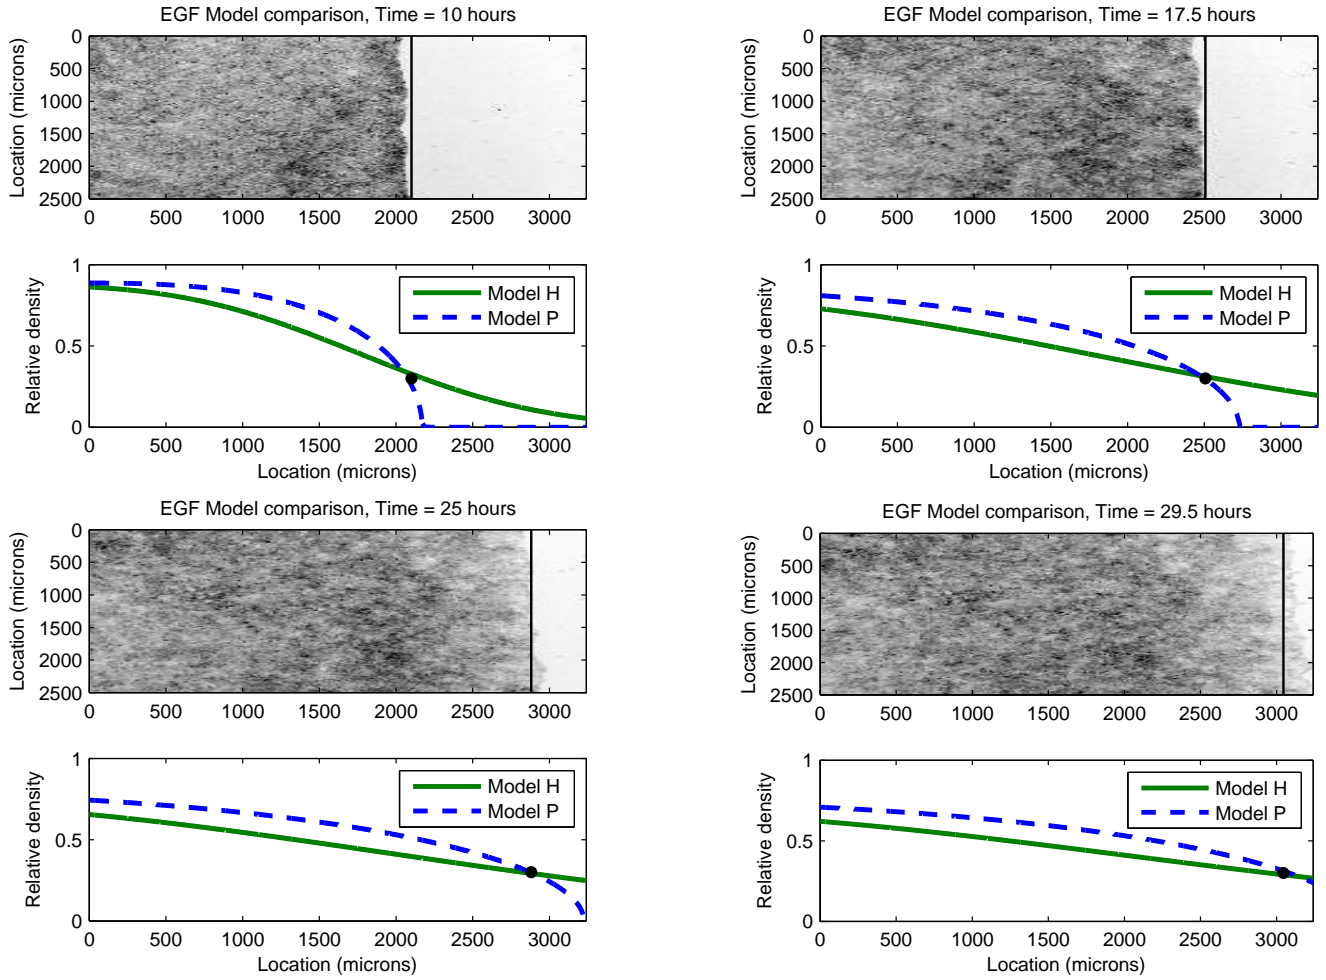 EGF Model comparison, Time = 10 hours
Location (microns)
0
500
1000
1500
2000
2500
0 500 1000 1500 2000 2500 3000
Relative density
1
0.5
0
Model H
Model P
0 500 1000 1500 2000 2500 3000
Location (microns)
EGF Model comparison, Time = 17.5 hours
Location (microns)
0
500
1000
1500
2000
2500
0 500 1000 1500 2000 2500 3000
Relative density
1
0.5
0
Model H
Model P
0 500 1000 1500 2000 2500 3000
Location (microns)
EGF Model comparison, Time = 25 hours
Location (microns)
0
500
1000
1500
2000
2500
0 500 1000 1500 2000 2500 3000
Relative density
1
0.5
0
Model H
Model P
0 500 1000 1500 2000 2500 3000
Location (microns)
EGF Model comparison, Time = 29.5 hours
Location (microns)
0
500
1000
1500
2000
2500
0 500 1000 1500 2000 2500 3000
Relative density
1
0.5
0
Model H
Model P
0 500 1000 1500 2000 2500 3000
Location (microns)